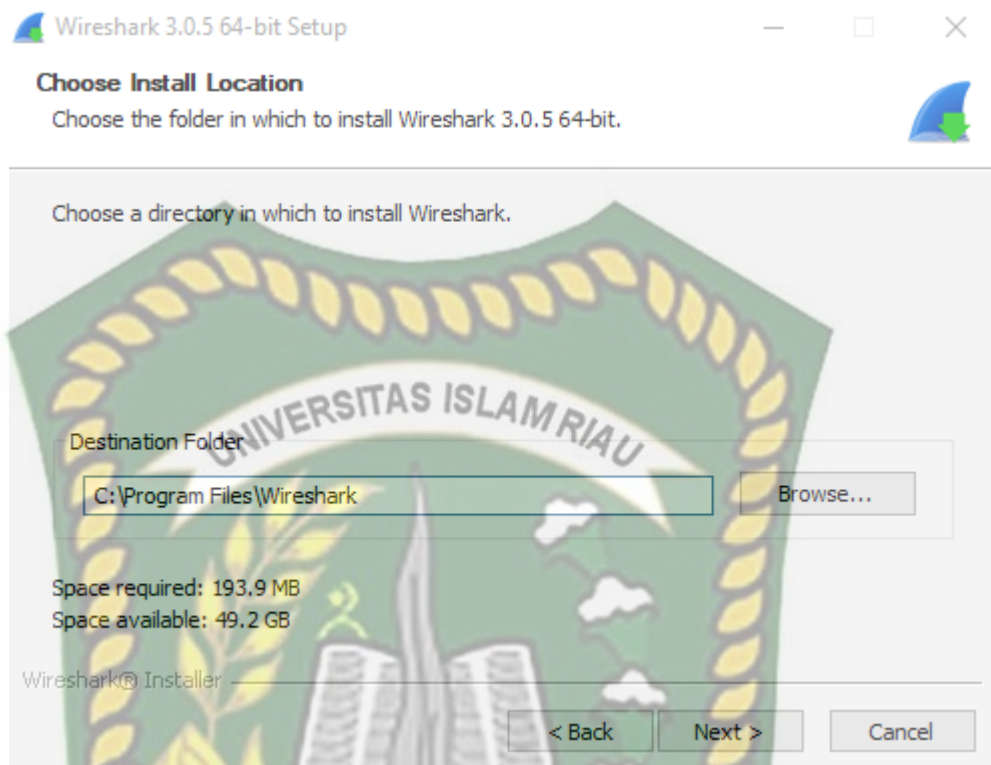 Wireshark 3.0.5 64-bit Setup
Choose Install Location
Choose the folder in which to install Wireshark 3.0.5 64-bit.
Choose a directory in which to install Wireshark.
UNIVERSITAS ISLAM RIAU
Destination Folder
C:\Program Files\Wireshark
Browse...
Space required: 193.9 MB
Space available: 49.2 GB
Wireshark® Installer
< Back
Next >
Cancel